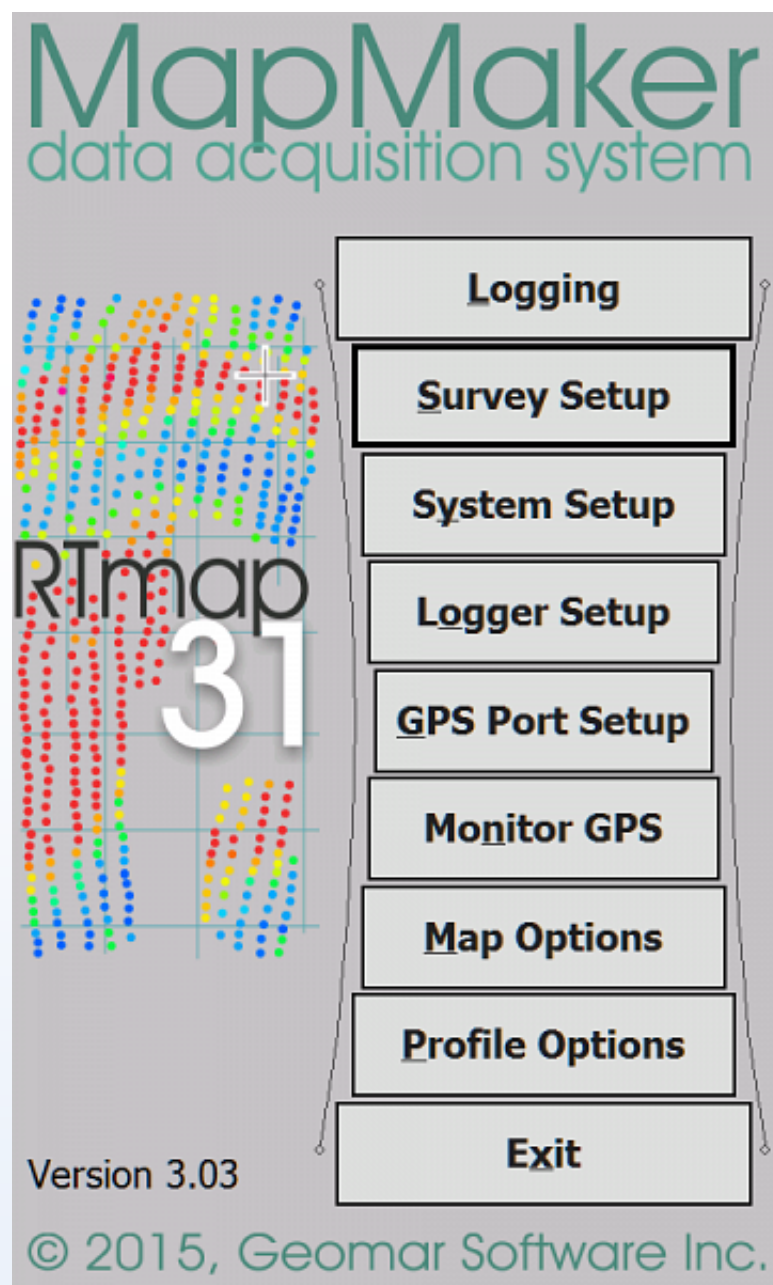 MapMaker
data acquisition system
Logging
Survey Setup
System Setup
RTmap
31
Logger Setup
GPS Port Setup
Monitor GPS
Map Options
Profile Options
Exit
Version 3.03
© 2015, Geomar Software Inc.